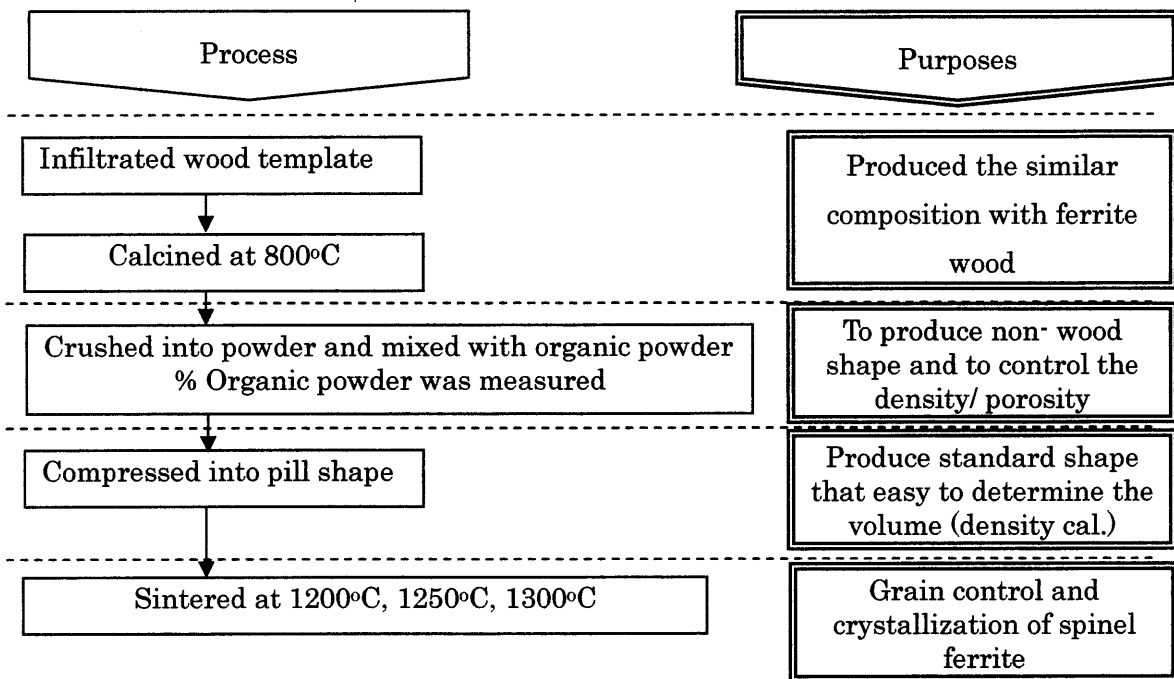 Process
Purposes
Infiltrated wood template
Calcined at 800°C
Produced the similar
composition with ferrite
wood
Crushed into powder and mixed with organic powder
% Organic powder was measured
To produce non- wood
shape and to control the
density/ porosity
Compressed into pill shape
Produce standard shape
that easy to determine the
volume (density cal.)
Sintered at 1200°C, 1250°C, 1300°C
Grain control and
crystallization of spinel
ferrite